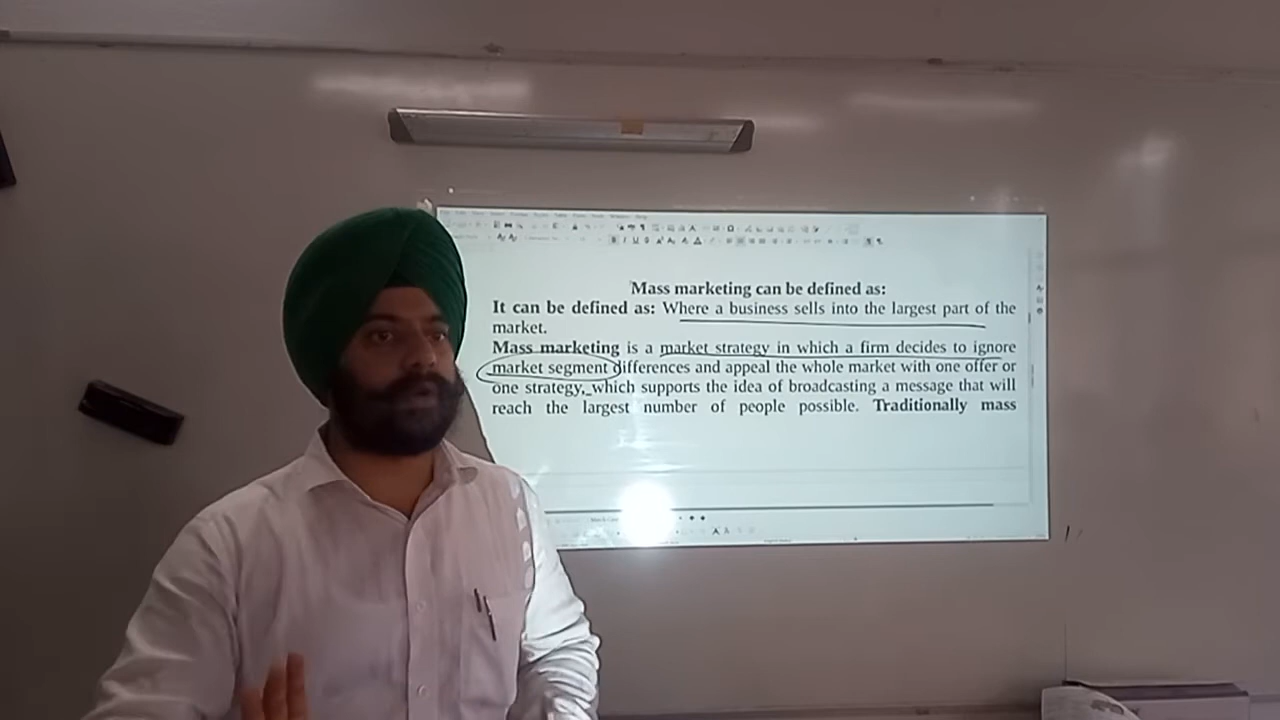 Mass marketing can be defined as:
It can be defined as: Where a business sells into the largest part of the
market.
Mass marketing is a market strategy in which a firm decides to ignore
market segment differences and appeal the whole market with one offer or
one strategy, which supports the idea of broadcasting a message that will
reach the largest number of people possible. Traditionally mass